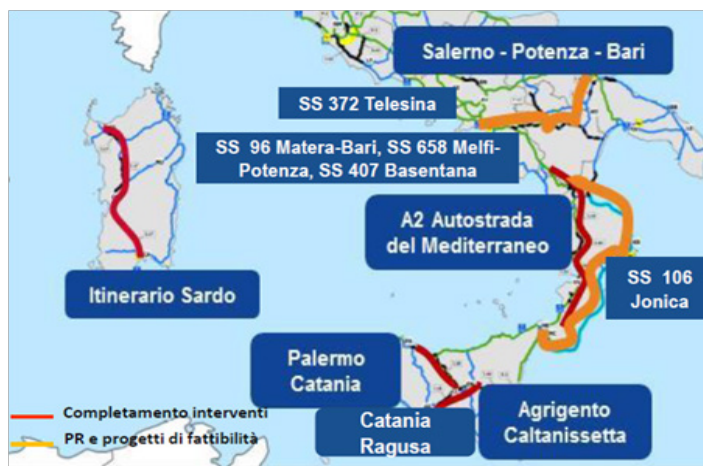 Salerno - Potenza - Bari
SS 372 Telesina
SS 96 Matera-Bari, SS 658 Melfi-
Potenza, SS 407 Basentana
A2 Autostrada
del Mediterraneo
SS 106
Jonica
Itinerario Sardo
Palermo
Catania
Catania
Ragusa
Agrigento
Caltanissetta
Completamento interventi
PR e progetti di fattibilità